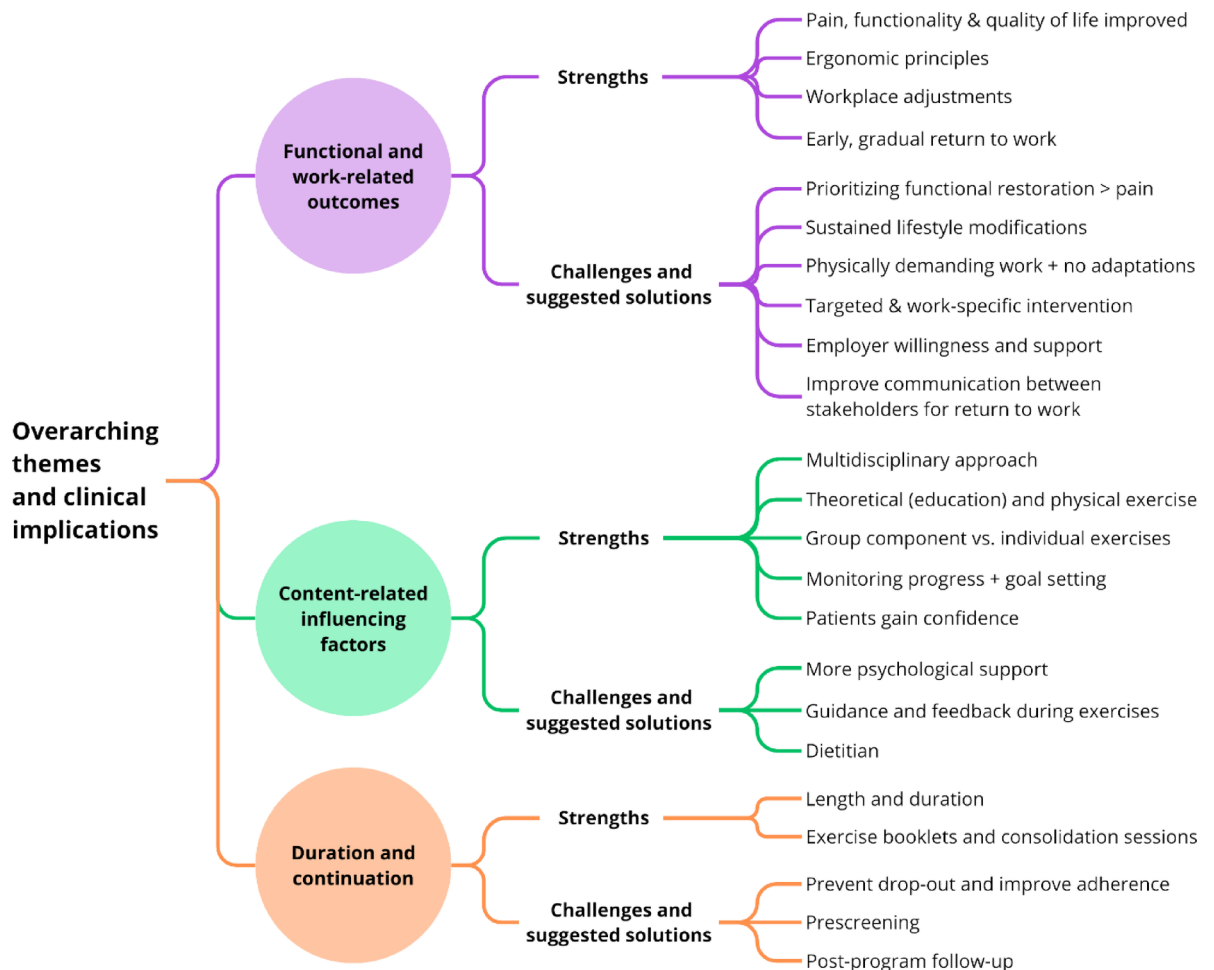 Overarching
themes
and clinical
implications
Functional and
work-related
outcomes
Strengths
Pain, functionality & quality of life improved
Ergonomic principles
Workplace adjustments
Early, gradual return to work
Challenges and
suggested solutions
Prioritizing functional restoration > pain
Sustained lifestyle modifications
Physically demanding work + no adaptations
Targeted & work-specific intervention
Employer willingness and support
Improve communication between
stakeholders for return to work
Content-related
influencing
factors
Strengths
Multidisciplinary approach
Theoretical (education) and physical exercise
Group component vs. individual exercises
Monitoring progress + goal setting
Patients gain confidence
Challenges and
suggested solutions
More psychological support
Guidance and feedback during exercises
Dietitian
Duration and
continuation
Strengths
Length and duration
Exercise booklets and consolidation sessions
Challenges and
suggested solutions
Prevent drop-out and improve adherence
Prescreening
Post-program follow-up